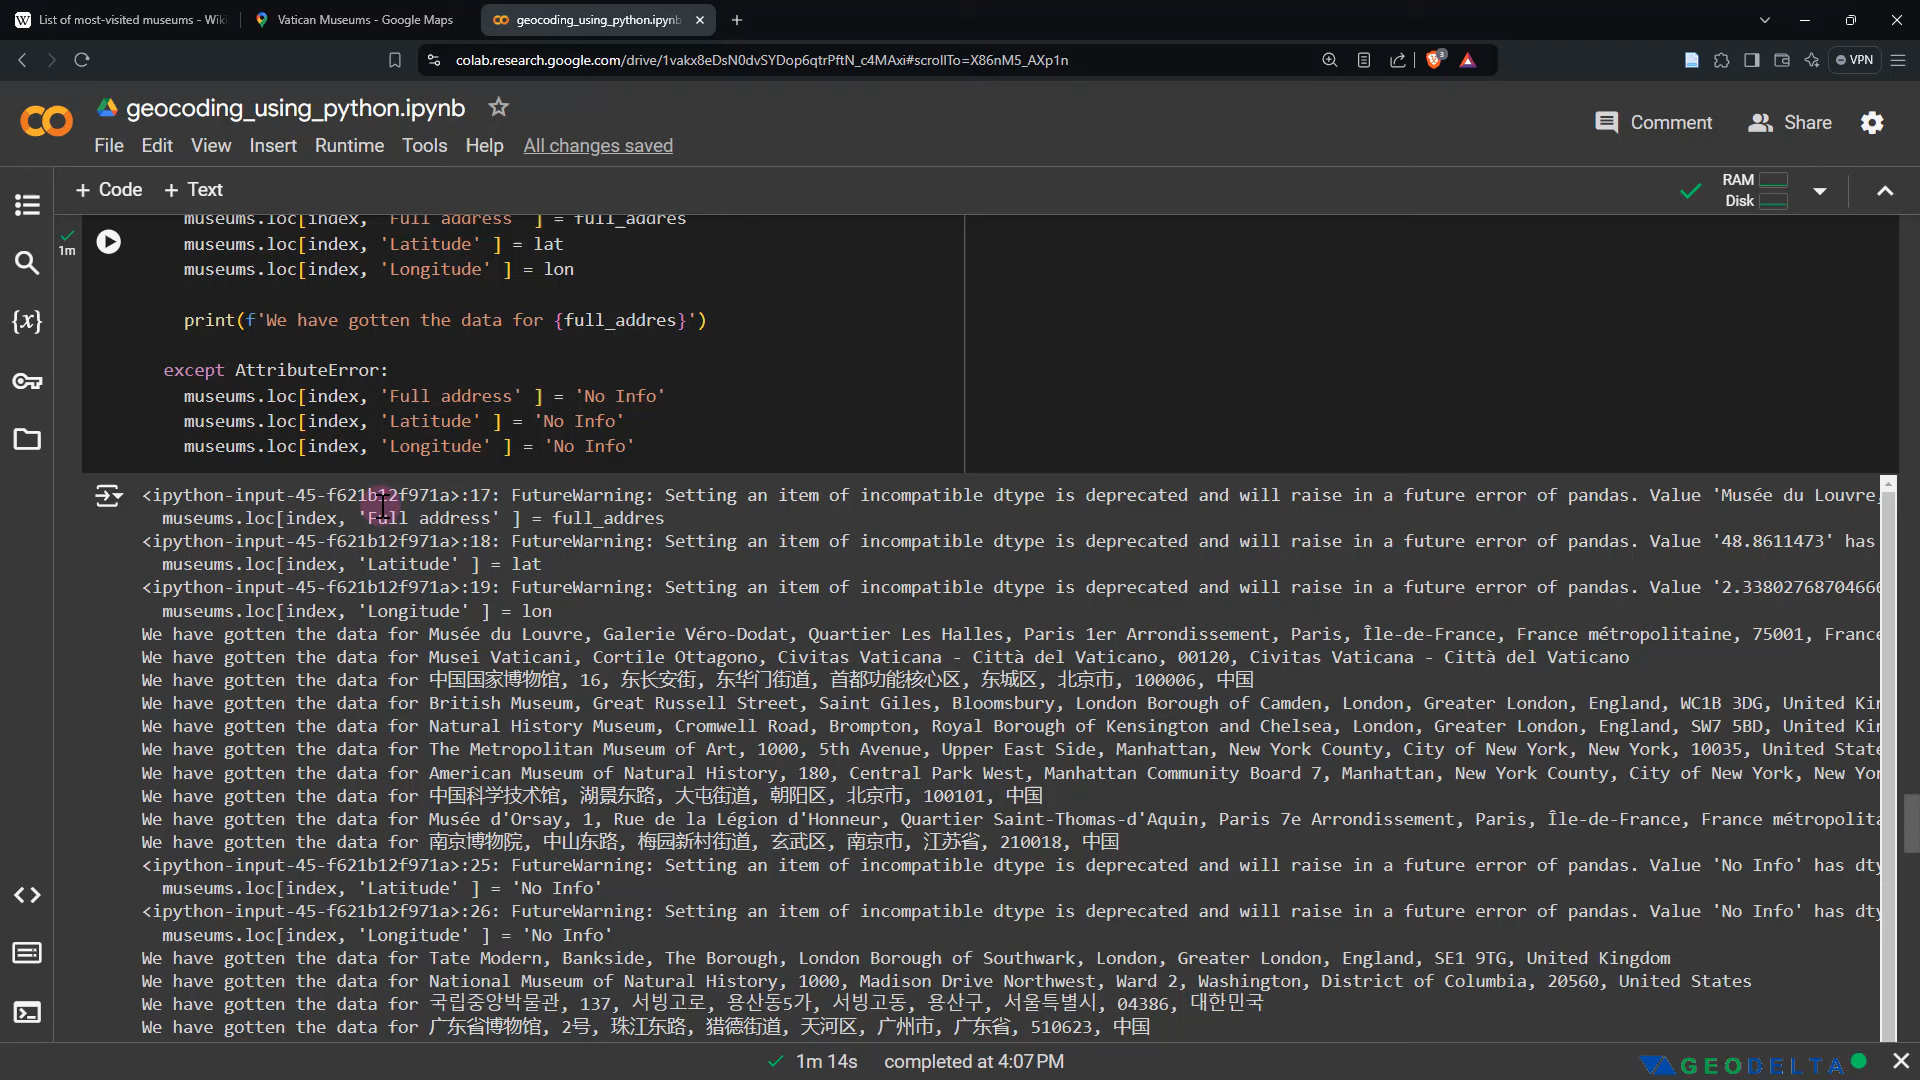 List of most-visited museums - Wiki
Vatican Museums - Google Maps
geocoding_using_python.ipynb
colab.research.google.com/drive/1vakx8eDsN0dvSYDop6qtrPftN_c4MAxi#scrollTo=X86nM5_AXp1n
3
VPN
geocoding_using_python.ipynb
Comment
Share
File Edit View Insert Runtime Tools Help All changes saved
+ Code + Text
RAM
Disk
museums.loc[index, 'Full address' ] = full_addres
1m
museums.loc[index, 'Latitude' ] = lat
museums.loc[index, 'Longitude' ] = lon
print(f'We have gotten the data for {full_addres}')
except AttributeError:
museums.loc[index, 'Full address' ] = 'No Info'
museums.loc[index, 'Latitude' ] = 'No Info'
museums.loc[index, 'Longitude' ] = 'No Info'
<ipython-input-45-f621b12f971a>:17: FutureWarning: Setting an item of incompatible dtype is deprecated and will raise in a future error of pandas. Value 'Musée du Louvre,
museums.loc[index, 'Full address' ] = full_addres
<ipython-input-45-f621b12f971a>:18: FutureWarning: Setting an item of incompatible dtype is deprecated and will raise in a future error of pandas. Value '48.8611473' has
museums.loc[index, 'Latitude' ] = lat
<ipython-input-45-f621b12f971a>:19: FutureWarning: Setting an item of incompatible dtype is deprecated and will raise in a future error of pandas. Value '2.33802768704666
museums.loc[index, 'Longitude' ] = lon
We have gotten the data for Musée du Louvre, Galerie Véro-Dodat, Quartier Les Halles, Paris 1er Arrondissement, Paris, Île-de-France, France métropolitaine, 75001, France
We have gotten the data for Musei Vaticani, Cortile Ottagono, Civitas Vaticana - Città del Vaticano, 00120, Civitas Vaticana - Città del Vaticano
We have gotten the data for 中国国家博物馆, 16, 东长安街, 东华门街道, 首都功能核心区, 东城区, 北京市, 100006, 中国
We have gotten the data for British Museum, Great Russell Street, Saint Giles, Bloomsbury, London Borough of Camden, London, Greater London, England, WC1B 3DG, United Kin
We have gotten the data for Natural History Museum, Cromwell Road, Brompton, Royal Borough of Kensington and Chelsea, London, Greater London, England, SW7 5BD, United Kin
We have gotten the data for The Metropolitan Museum of Art, 1000, 5th Avenue, Upper East Side, Manhattan, New York County, City of New York, New York, 10035, United State
We have gotten the data for American Museum of Natural History, 180, Central Park West, Manhattan Community Board 7, Manhattan, New York County, City of New York, New Yor
We have gotten the data for 中国科学技术馆, 湖景东路, 大屯街道, 朝阳区, 北京市, 100101, 中国
We have gotten the data for Musée d'Orsay, 1, Rue de la Légion d'Honneur, Quartier Saint-Thomas-d'Aquin, Paris 7e Arrondissement, Paris, Île-de-France, France métropolita
We have gotten the data for 南京博物院, 中山东路, 梅园新村街道, 玄武区, 南京市, 江苏省, 210018, 中国
<ipython-input-45-f621b12f971a>:25: FutureWarning: Setting an item of incompatible dtype is deprecated and will raise in a future error of pandas. Value 'No Info' has dty
museums.loc[index, 'Latitude' ] = 'No Info'
<ipython-input-45-f621b12f971a>:26: FutureWarning: Setting an item of incompatible dtype is deprecated and will raise in a future error of pandas. Value 'No Info' has dty
museums.loc[index, 'Longitude' ] = 'No Info'
We have gotten the data for Tate Modern, Bankside, The Borough, London Borough of Southwark, London, Greater London, England, SE1 9TG, United Kingdom
We have gotten the data for National Museum of Natural History, 1000, Madison Drive Northwest, Ward 2, Washington, District of Columbia, 20560, United States
We have gotten the data for 국립중앙박물관, 137, 서빙고로, 용산동5가, 서빙고동, 용산구, 서울특별시, 04386, 대한민국
We have gotten the data for 广东省博物馆, 2号, 珠江东路, 猎德街道, 天河区, 广州市, 广东省, 510623, 中国
1m 14s completed at 4:07 PM
GEODELTA